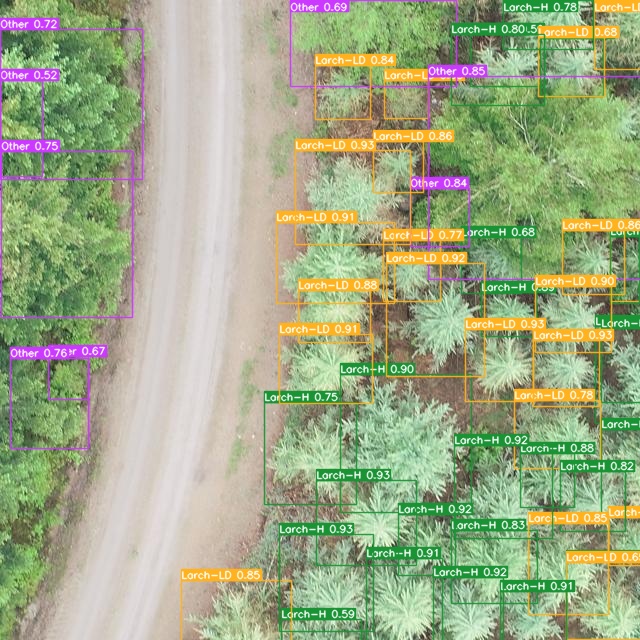 Other 0.69
Larch-H 0.78
Other 0.72
Larch-H 0.80
Larch-LD 0.84
Other 0.85
Other 0.52
Larch-LD 0.86
Other 0.75
Larch-LD 0.93
Other 0.84
Larch-LD 0.91
Larch-LD 0.77
Larch-H 0.68
Larch-LD 0.86
Larch-LD 0.92
Larch-LD 0.88
Larch-LD 0.90
Larch-LD 0.91
Larch-LD 0.93
Larch-LD 0.93
Other 0.76
0.67
Larch-H 0.90
Larch-H 0.75
Larch-LD 0.78
Larch-H 0.92
Larch-H 0.88
Larch-H 0.82
Larch-H 0.93
Larch-H 0.92
Larch-H 0.93
Larch-H 0.83
Larch-LD 0.85
Larch-H 0.91
Larch-H 0.92
Larch-LD 0.85
Larch-H 0.91
Larch-H 0.59